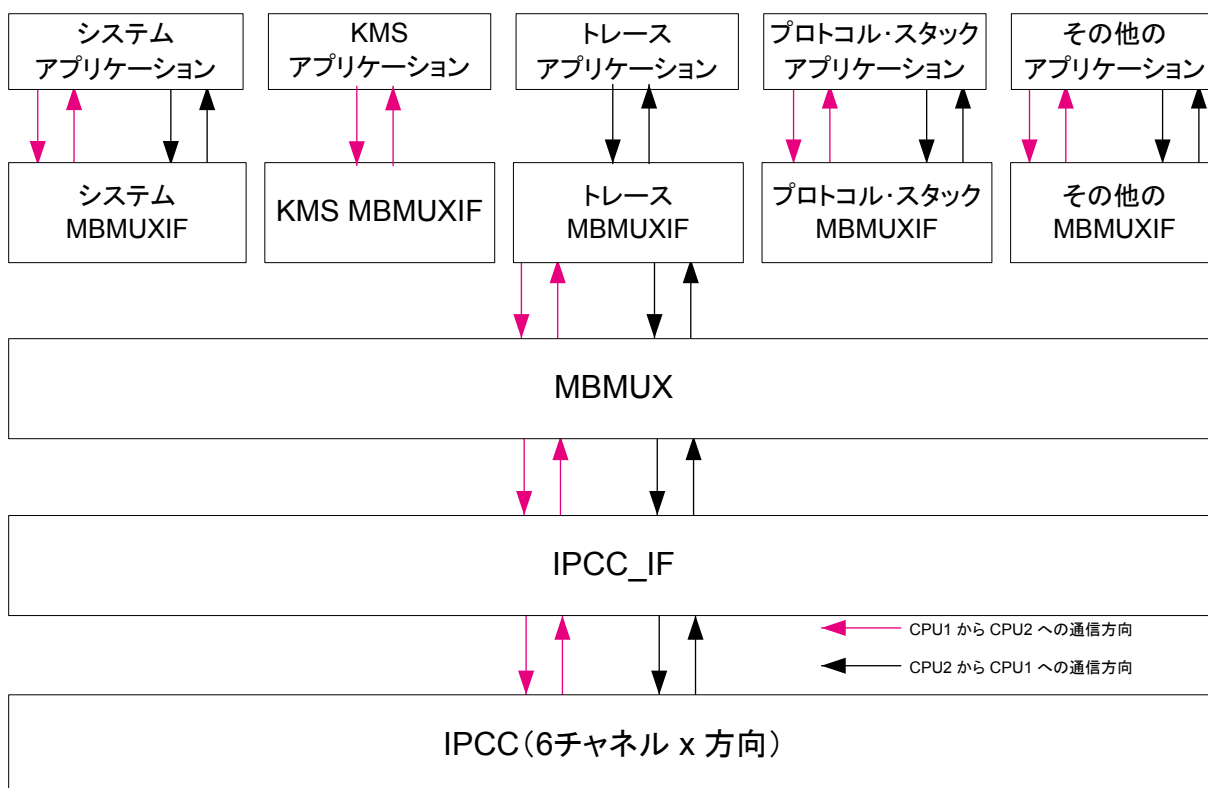 システム
アプリケーション
KMS
アプリケーション
トレース
アプリケーション
プロトコル・スタック
アプリケーション
その他の
アプリケーション
システム
MBMUXIF
KMS MBMUXIF
トレース
MBMUXIF
プロトコル・スタック
MBMUXIF
その他の
MBMUXIF
MBMUX
IPCC_IF
CPU1 から CPU2 への通信方向
CPU2 から CPU1 への通信方向
IPCC(6チャネル x 方向)